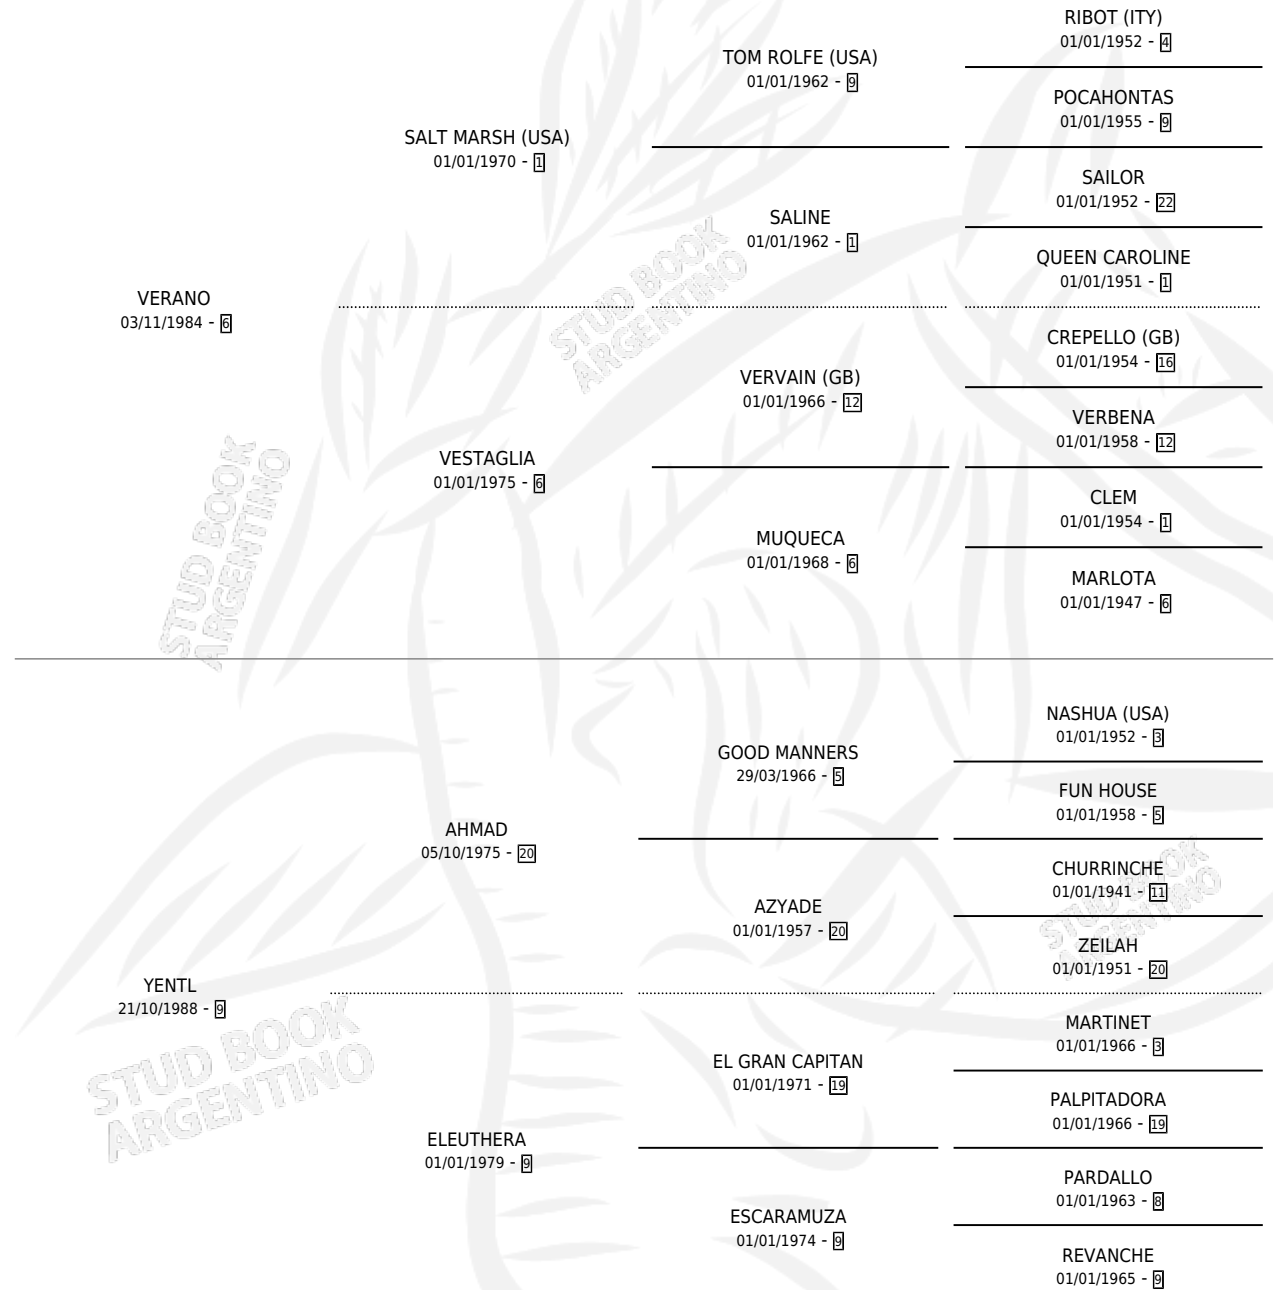 RIBOT (ITY)
01/01/1952 - 4
TOM ROLFE (USA)
01/01/1962 - 9
POCAHONTAS
01/01/1955 - 9
SALT MARSH (USA)
01/01/1970 - 1
SAILOR
01/01/1952 - 22
SALINE
01/01/1962 - 1
QUEEN CAROLINE
01/01/1951 - 1
VERANO
03/11/1984 - 6
STUD BOOK
ARGENTINO
CREPELLO (GB)
01/01/1954 - 16
VERVAIN (GB)
01/01/1966 - 12
VERBENA
01/01/1958 - 12
VESTAGLIA
01/01/1975 - 6
CLEM
01/01/1954 - 1
MUQUECA
01/01/1968 - 6
MARLOTA
01/01/1947 - 6
STUD BOOK
ARGENTINO
NASHUA (USA)
01/01/1952 - 3
GOOD MANNERS
29/03/1966 - 5
FUN HOUSE
01/01/1958 - 5
AHMAD
05/10/1975 - 20
CHURRINCHE
01/01/1941 - 11
AZYADE
01/01/1957 - 20
ZEILAH
01/01/1951 - 20
STUD BOOK
ARGENTINO
YENTL
21/10/1988 - 9
MARTINET
01/01/1966 - 3
EL GRAN CAPITAN
01/01/1971 - 19
PALPITADORA
01/01/1966 - 19
STUD BOOK
ARGENTINO
ELEUTHERA
01/01/1979 - 9
PARDALLO
01/01/1963 - 8
ESCARAMUZA
01/01/1974 - 9
REVANCHE
01/01/1965 - 9